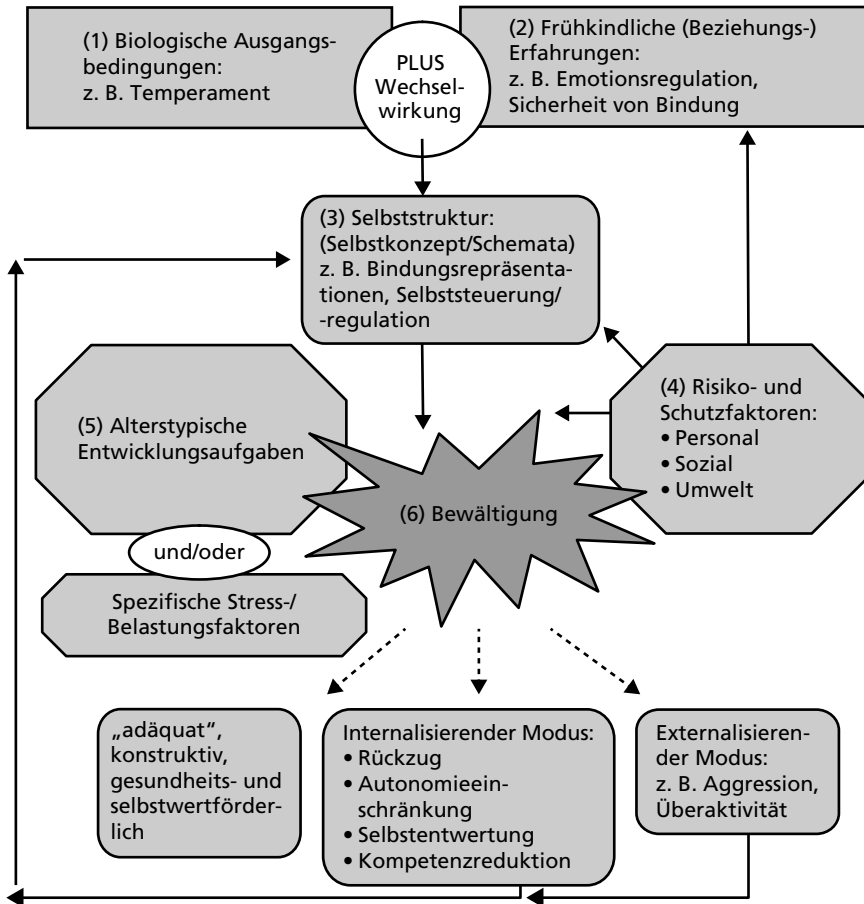 (1) Biologische Ausgangs-
bedingungen:
z. B. Temperament
PLUS
Wechsel-
wirkung
(2) Frühkindliche (Beziehungs-)
Erfahrungen:
z. B. Emotionsregulation,
Sicherheit von Bindung
(3) Selbststruktur:
(Selbstkonzept/Schemata)
z. B. Bindungsrepräsenta-
tionen, Selbststeuerung/
-regulation
(4) Risiko- und
Schutzfaktoren:
• Personal
• Sozial
• Umwelt
(5) Alterstypische
Entwicklungsaufgaben
(6) Bewältigung
und/oder
Spezifische Stress-/
Belastungsfaktoren
„adäquat“,
konstruktiv,
gesundheits- und
selbstwertförder-
lich
Internalisierender Modus:
• Rückzug
• Autonomieein-
schränkung
• Selbstentwertung
• Kompetenzreduktion
Externalisieren-
der Modus:
z. B. Aggression,
Überaktivität